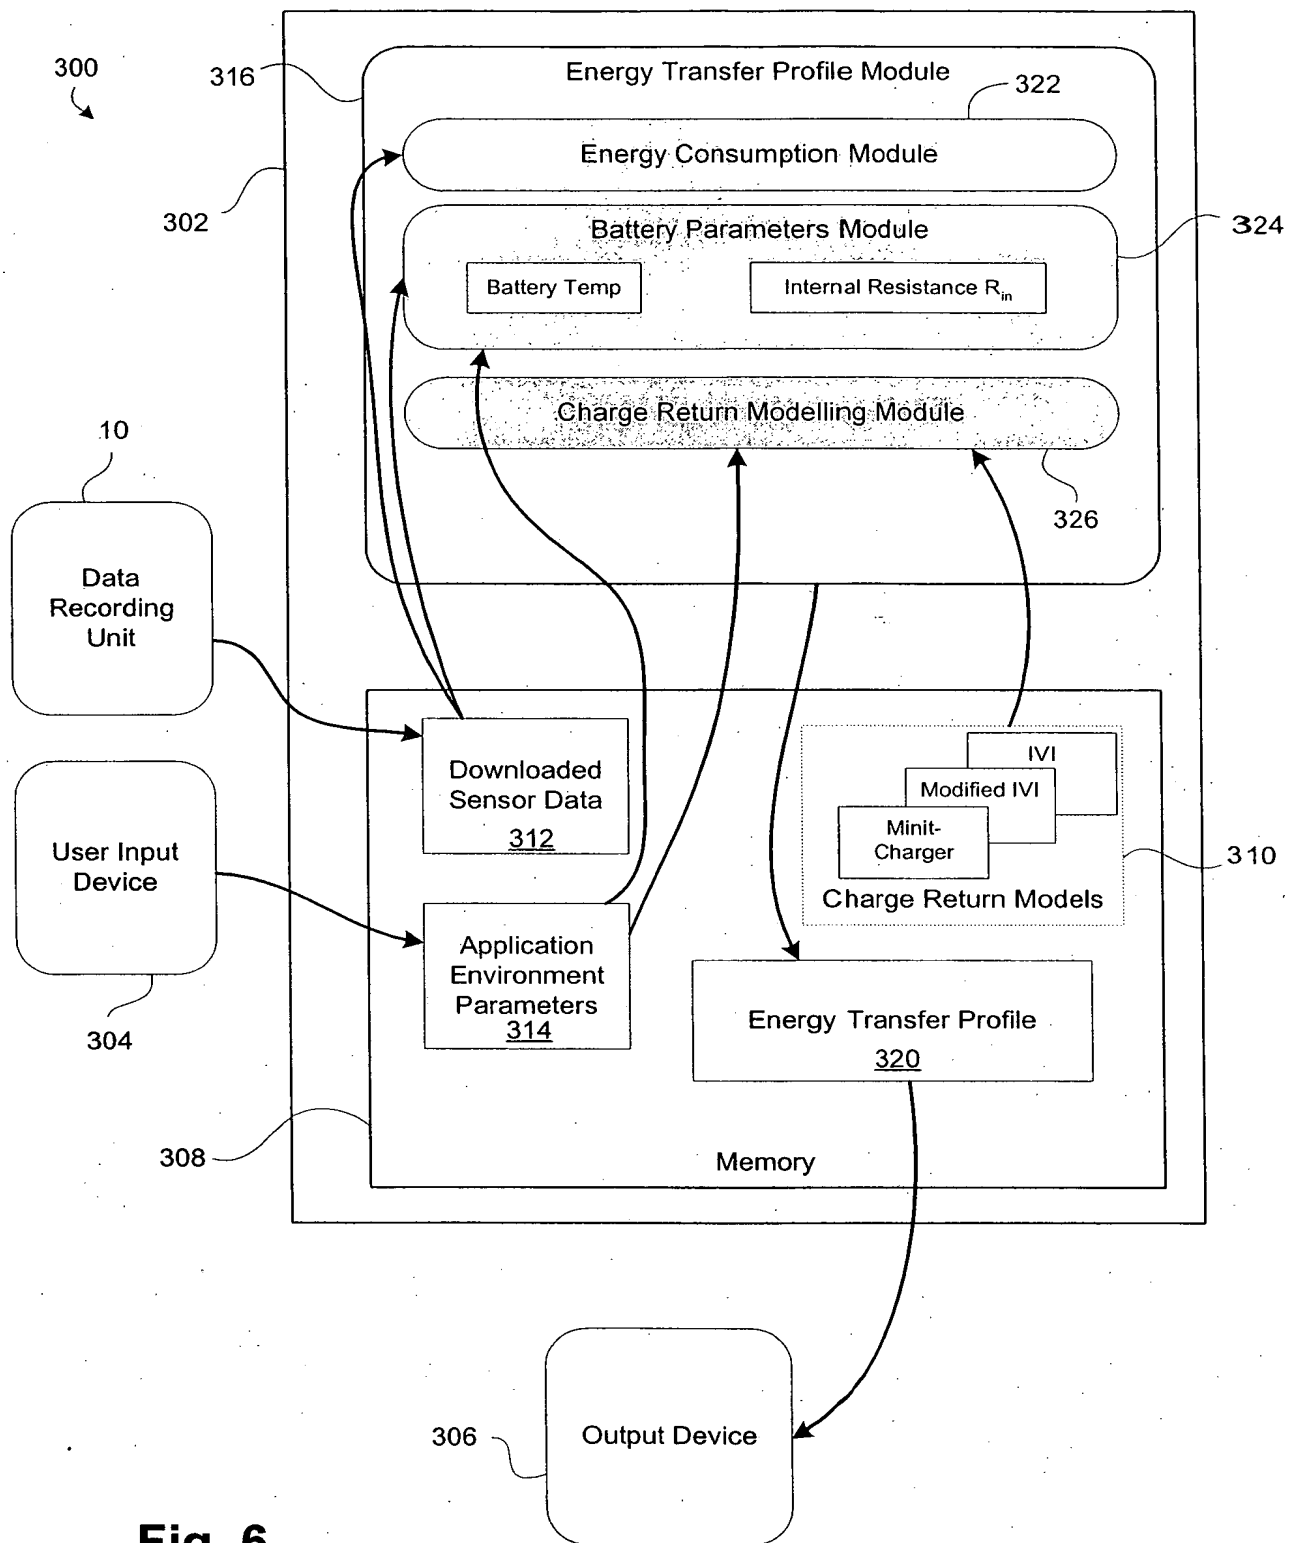 300
316
Energy Transfer Profile Module
322
Energy Consumption Module
302
Battery Parameters Module
324
Battery Temp
Internal Resistance Rin
Charge Return Modelling Module
326
10
Data
Recording
Unit
Downloaded
Sensor Data
312
IVI
Modified IVI
Minit-
Charger
Charge Return Models
310
User Input
Device
304
Application
Environment
Parameters
314
Energy Transfer Profile
320
308
Memory
306
Output Device
Fig. 6